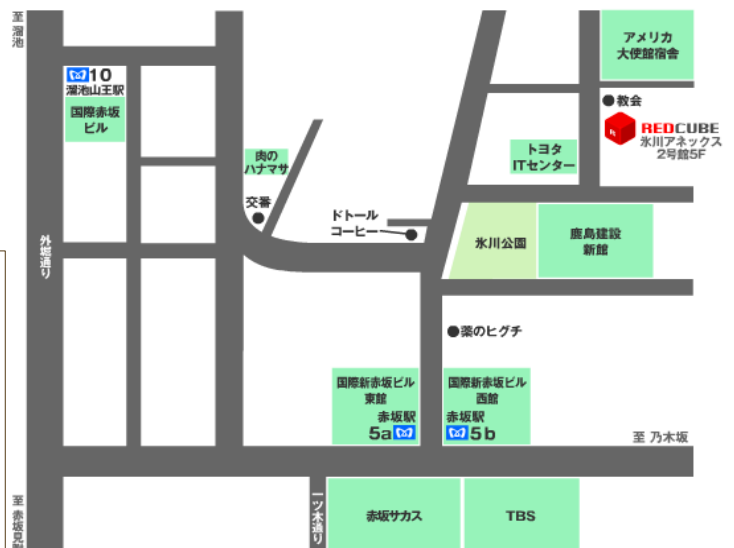 至 溜池
アメリカ
大使館宿舎
10
溜池山王駅
国際赤坂
ビル
教会
REDCUBE
氷川アネックス
2号館5F
肉の
ハナマサ
トヨタ
ITセンター
交番
ドトール
コーヒー
外堀通り
氷川公園
鹿島建設
新館
薬のヒグチ
国際新赤坂ビル
東館
赤坂駅
5a
国際新赤坂ビル
西館
赤坂駅
5b
至 乃木坂
至 赤坂見
一ツ木通り
赤坂サカス
TBS